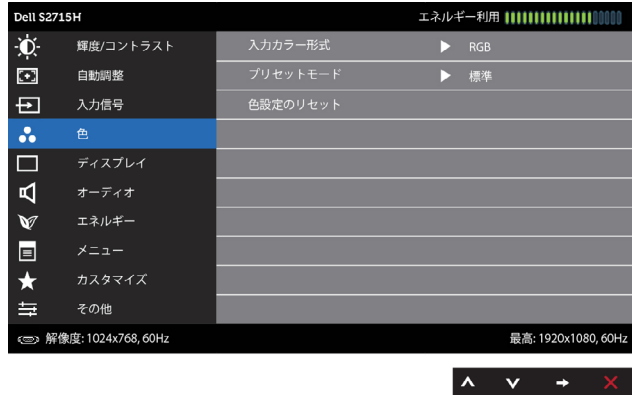 Dell S2715H エネルギー利用
輝度/コントラスト 入力カラー形式 RGB
自動調整 プリセットモード 標準
入力信号 色設定のリセット
色
ディスプレイ
オーディオ
エネルギー
メニュー
カスタマイズ
その他
解像度: 1024x768, 60Hz 最高: 1920x1080, 60Hz